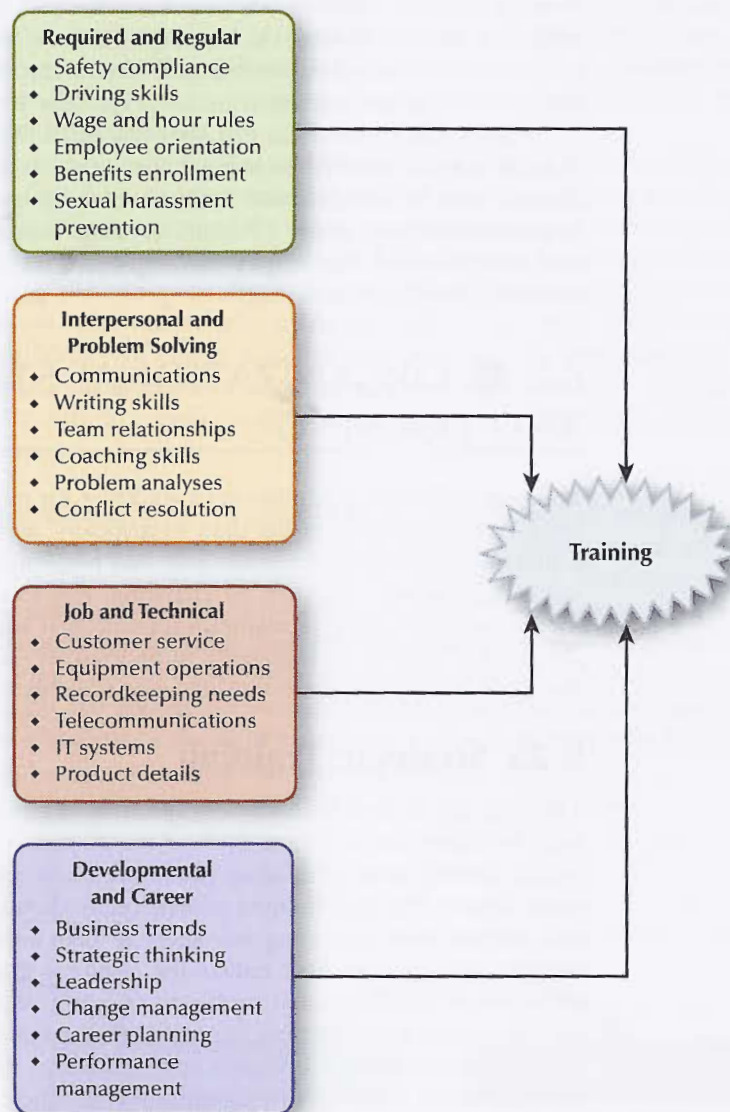 Required and Regular
◆ Safety compliance
◆ Driving skills
◆ Wage and hour rules
◆ Employee orientation
◆ Benefits enrollment
◆ Sexual harassment
prevention
Interpersonal and
Problem Solving
◆ Communications
◆ Writing skills
◆ Team relationships
◆ Coaching skills
◆ Problem analyses
◆ Conflict resolution
Job and Technical
◆ Customer service
◆ Equipment operations
◆ Recordkeeping needs
◆ Telecommunications
◆ IT systems
◆ Product details
Developmental
and Career
◆ Business trends
◆ Strategic thinking
◆ Leadership
◆ Change management
◆ Career planning
◆ Performance
management
Training